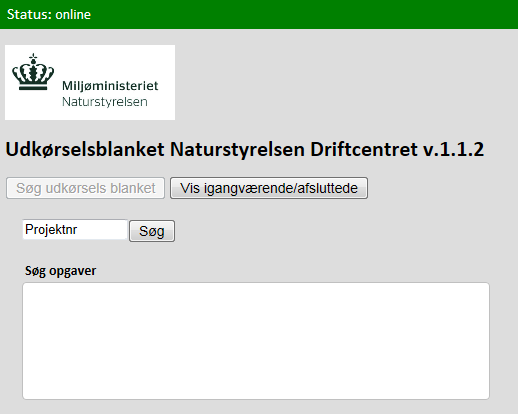 Status: online
Miljøministeriet
Naturstyrelsen
Udkørselsblanket Naturstyrelsen Driftcentret v.1.1.2
Søg udkørsels blanket Vis igangværende/afsluttede
Projektnr Søg
Søg opgaver